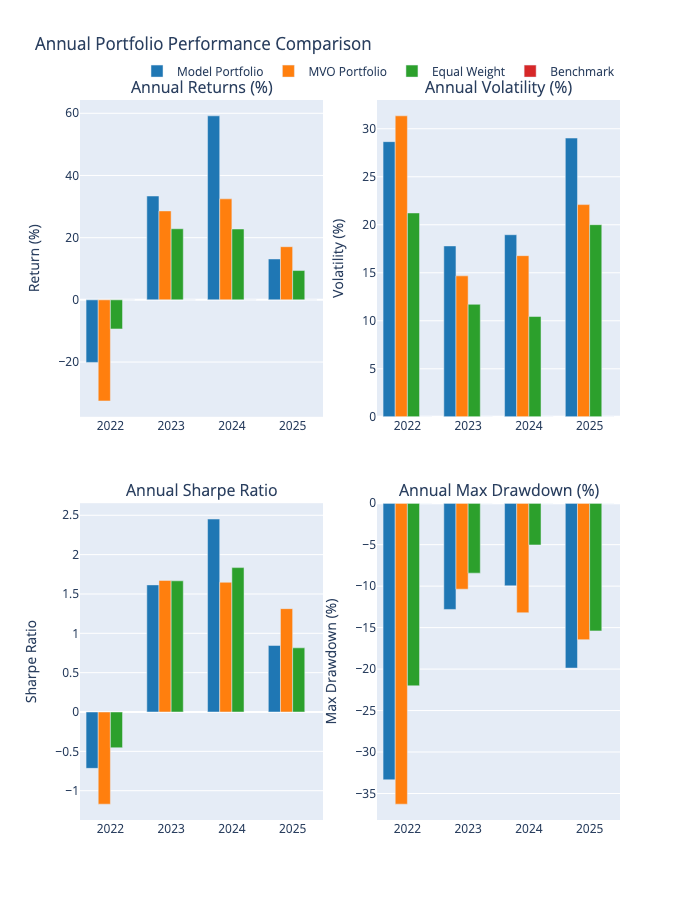 Annual Portfolio Performance Comparison
Model Portfolio MVO Portfolio Equal Weight Benchmark
Annual Returns (%)
Return (%)
60
40
20
0
−20
2022 2023 2024 2025
Annual Volatility (%)
Volatility (%)
30
25
20
15
10
5
0
2022 2023 2024 2025
Annual Sharpe Ratio
Sharpe Ratio
2.5
2
1.5
1
0.5
0
−0.5
−1
2022 2023 2024 2025
Annual Max Drawdown (%)
Max Drawdown (%)
0
−5
−10
−15
−20
−25
−30
−35
2022 2023 2024 2025